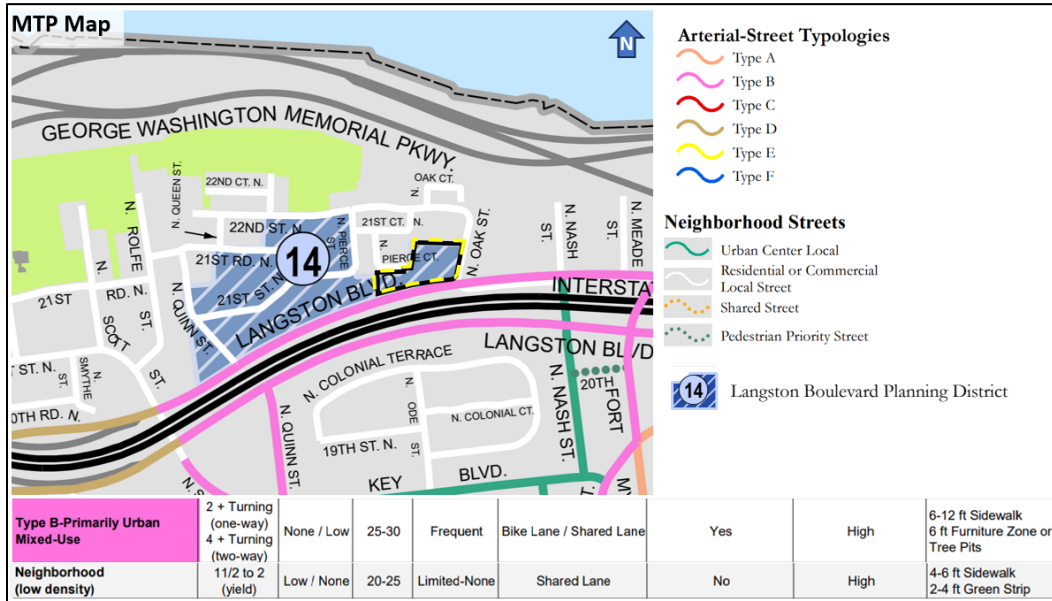 MTP Map
N
GEORGE WASHINGTON MEMORIAL PKWY.
N. QUEEN ST.
22ND CT. N.
N. OAK CT.
N. ROLFE ST.
22ND ST. N.
N. PIERCE ST.
21ST CT. N.
N. PIERCE CT.
N. OAK ST.
N. NASH ST.
N. MEADE
21ST RD. N.
14
21ST RD. N.
21ST ST. N.
N. QUINN ST.
LANGSTON BLVD.
INTERSTAT
N. SCOTT ST.
T ST. N.
N. SMYTHE ST.
LANGSTON BLVD
N. COLONIAL TERRACE
20TH
0TH RD. N.
N. ODE ST.
N. COLONIAL CT.
N. NASH ST.
FORT
N. QUINN ST.
19TH ST. N.
KEY BLVD.
N. S
T.
MY
Arterial-Street Typologies
Type A
Type B
Type C
Type D
Type E
Type F
Neighborhood Streets
Urban Center Local
Residential or Commercial
Local Street
Shared Street
Pedestrian Priority Street
14 Langston Boulevard Planning District
Type B-Primarily Urban
Mixed-Use
2 + Turning
(one-way)
4 + Turning
(two-way)
None / Low
25-30
Frequent
Bike Lane / Shared Lane
Yes
High
6-12 ft Sidewalk
6 ft Furniture Zone or
Tree Pits
Neighborhood
(low density)
11/2 to 2
(yield)
Low / None
20-25
Limited-None
Shared Lane
No
High
4-6 ft Sidewalk
2-4 ft Green Strip